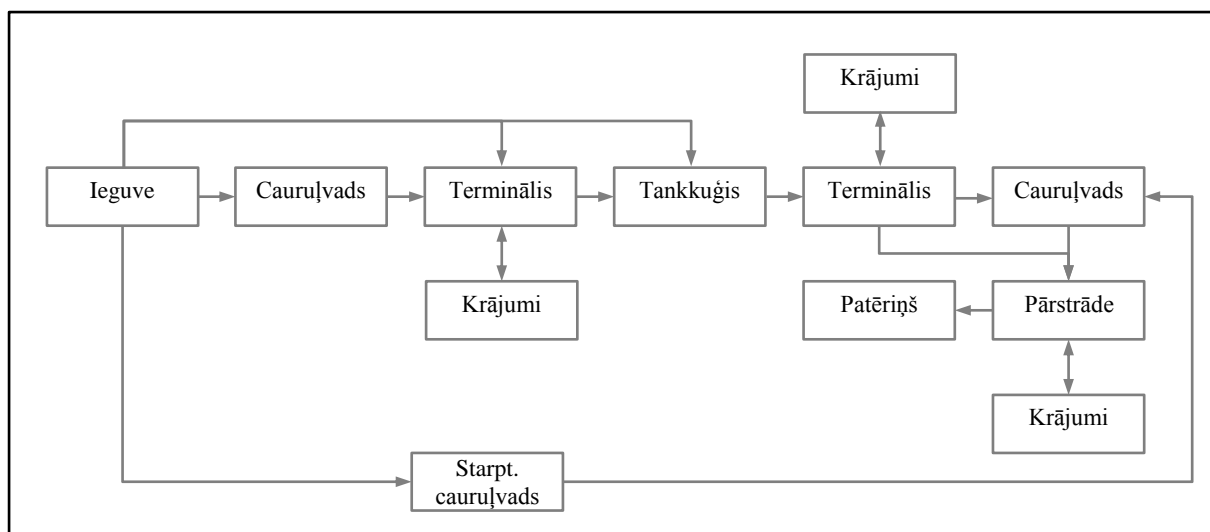 Krājumi
Ieguve
Cauruļvads
Terminālis
Tankkuģis
Terminālis
Cauruļvads
Krājumi
Patēriņš
Pārstrāde
Krājumi
Starpt.
cauruļvads